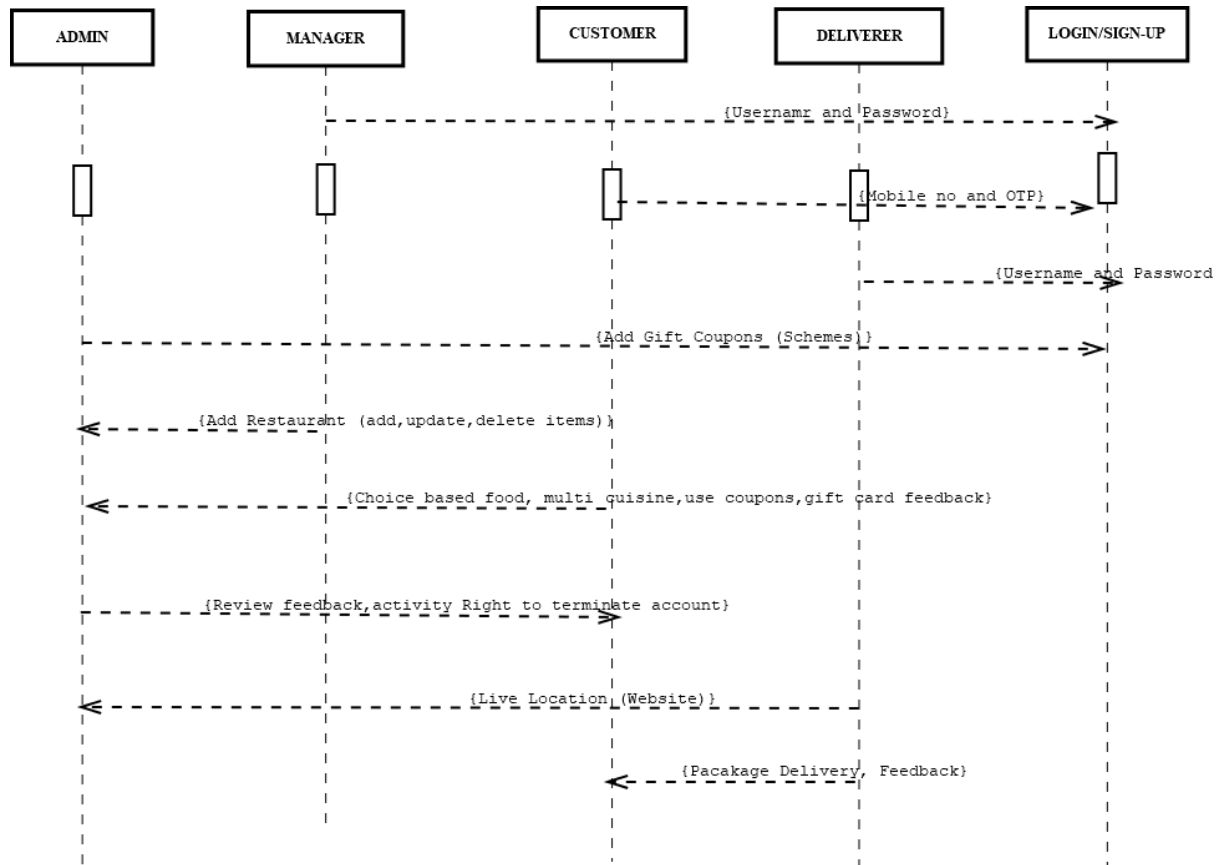 ADMIN
MANAGER
CUSTOMER
DELIVERER
LOGIN/SIGN-UP
{Usernamr and Password}
{Mobile no and OTP}
{Username and Password
{Add Gift Coupons (Schemes)}
{Add Restaurant (add,update,delete items)}
{Choice based food, multi cuisine,use coupons,gift card feedback}
{Review feedback,activity Right to terminate account}
{Live Location (Website)}
{Pacakage Delivery, Feedback}